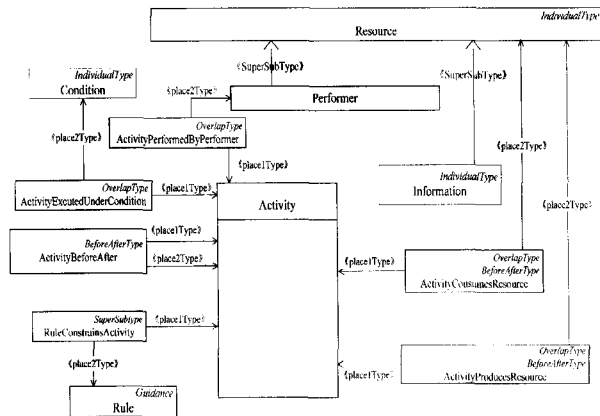 IndividualType
Resource
《SuperSubType》
《SuperSubType》
IndividualType
Condition
《place2Type》
Performer
《place2Type》
OverlapType
ActivityPerformedByPerformer
《place2Type》
《place1Type》
IndividualType
Information
OverlapType
ActivityExecutedUnderCondition
《place1Type》
Activity
《place2Type》
BeforeAfterType
ActivityBeforeAfter
《place1Type》
《place2Type》
《place1Type》
OverlapType
BeforeAfterType
ActivityConsumesResource
SuperSubtype
RuleConstrainsActivity
《place1Type》
《place2Type》
《place1Type》
OverlapType
BeforeAfterType
ActivityProducesResource
Guidance
Rule